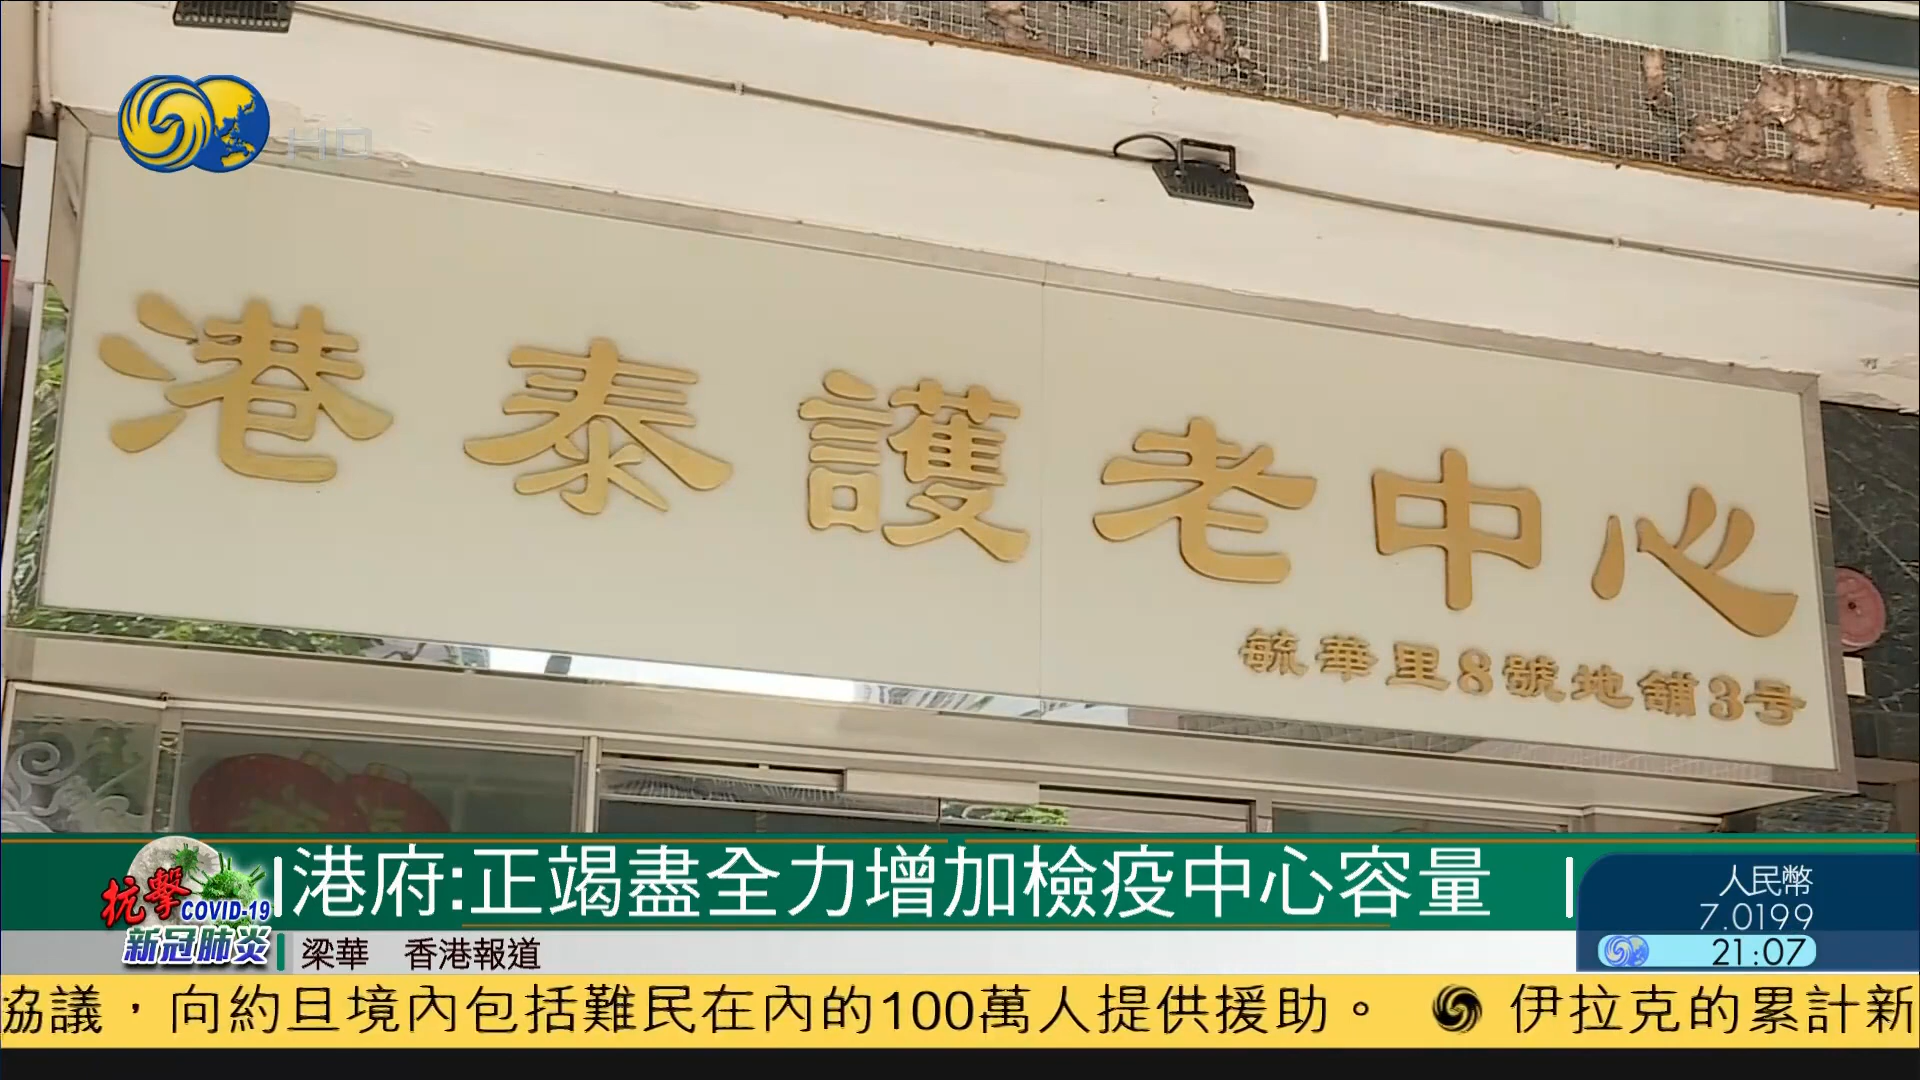 HD
港泰護老中心
毓華里8號地舖3号
港府:正竭盡全力增加檢疫中心容量
抗擊
COVID-19
新冠肺炎
梁華 香港報道
人民幣
7.0199
21:07
協議，向約旦境內包括難民在內的100萬人提供援助。 伊拉克的累計新